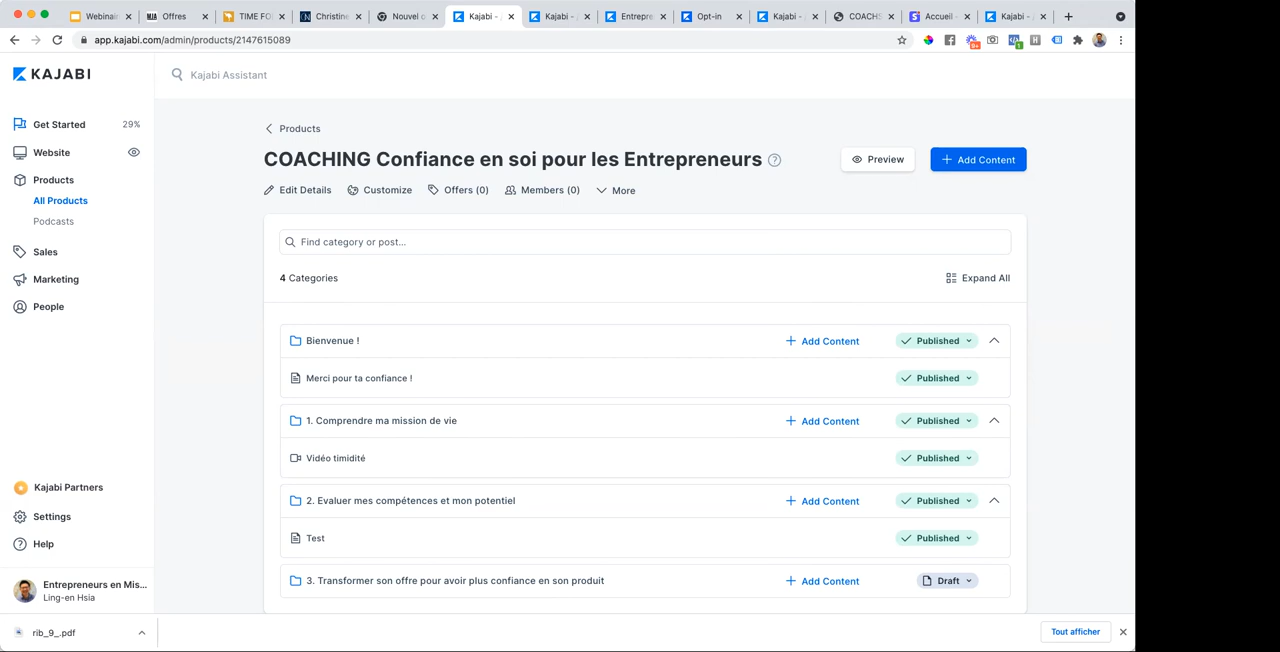 Webinai
Offres
TIME FO
Christine
Nouvel o
Kajabi -
Kajabi -
Entrepre
Opt-in
Kajabi -
COACHS
Accueil -
Kajabi -
app.kajabi.com/admin/products/2147615089
9+
1
KAJABI
Kajabi Assistant
Get Started 29%
Website
Products
All Products
Podcasts
Sales
Marketing
People
Kajabi Partners
Settings
Help
Entrepreneurs en Mis...
Ling-en Hsia
Products
COACHING Confiance en soi pour les Entrepreneurs
Preview
Add Content
Edit Details Customize Offers (0) Members (0) More
Find category or post...
4 Categories
Expand All
Bienvenue ! Add Content Published
Merci pour ta confiance ! Published
1. Comprendre ma mission de vie Add Content Published
Vidéo timidité Published
2. Evaluer mes compétences et mon potentiel Add Content Published
Test Published
3. Transformer son offre pour avoir plus confiance en son produit Add Content Draft
rib_9_.pdf
Tout afficher